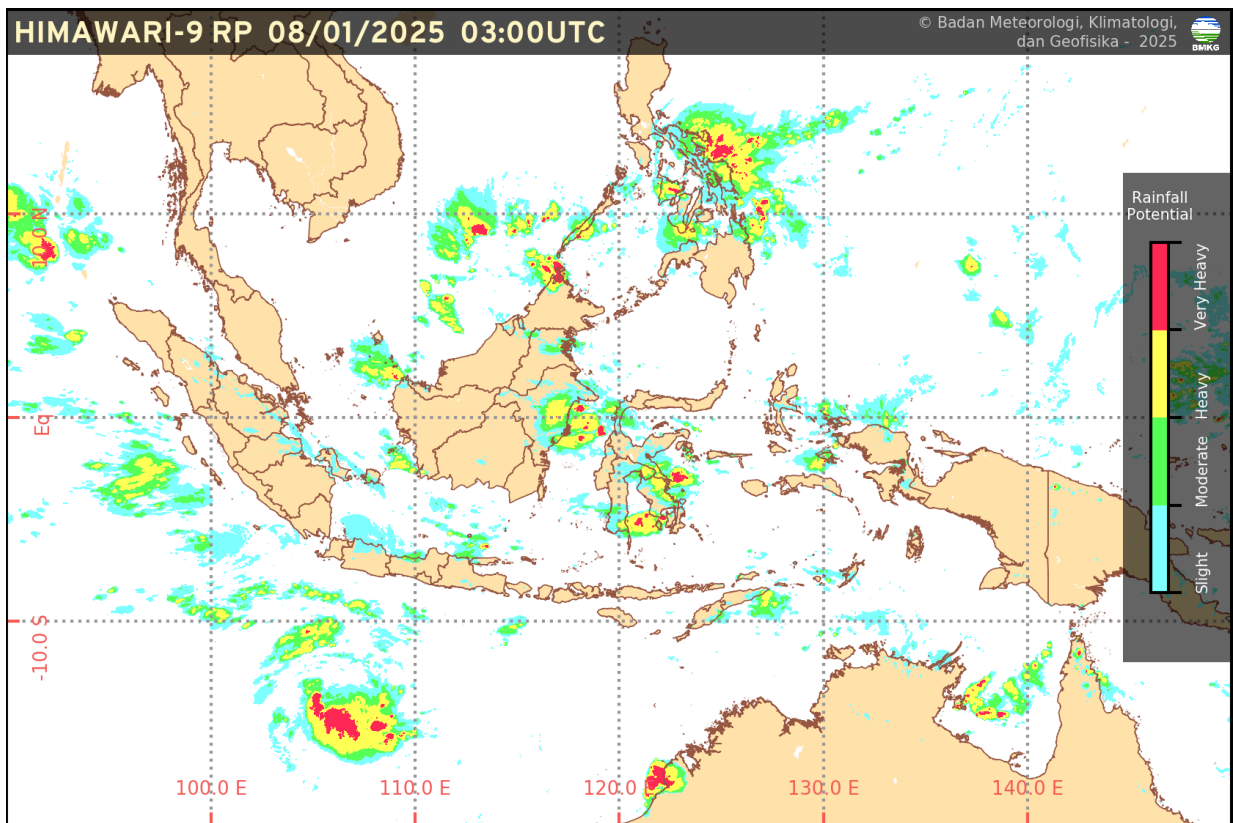 HIMAWARI-9 RP 08/01/2025 03:00UTC
© Badan Meteorologi, Klimatologi,
dan Geofisika - 2025
BMKG
Rainfall
Potential
Very Heavy
Heavy
Moderate
Slight
10.0 N
Eq
-10.0 S
100.0 E
110.0 E
120.0 E
130.0 E
140.0 E